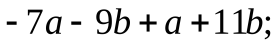 - 7a - 9b + a +11b;